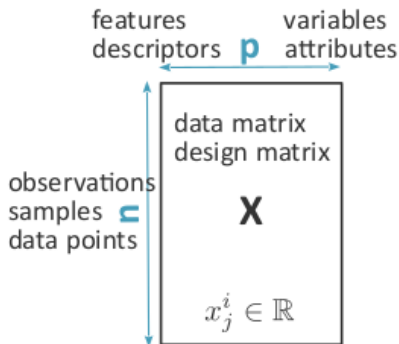 features variables
descriptors p attributes
data matrix
design matrix
observations
samples n
data points
X
x_j^i ∈ ℝ